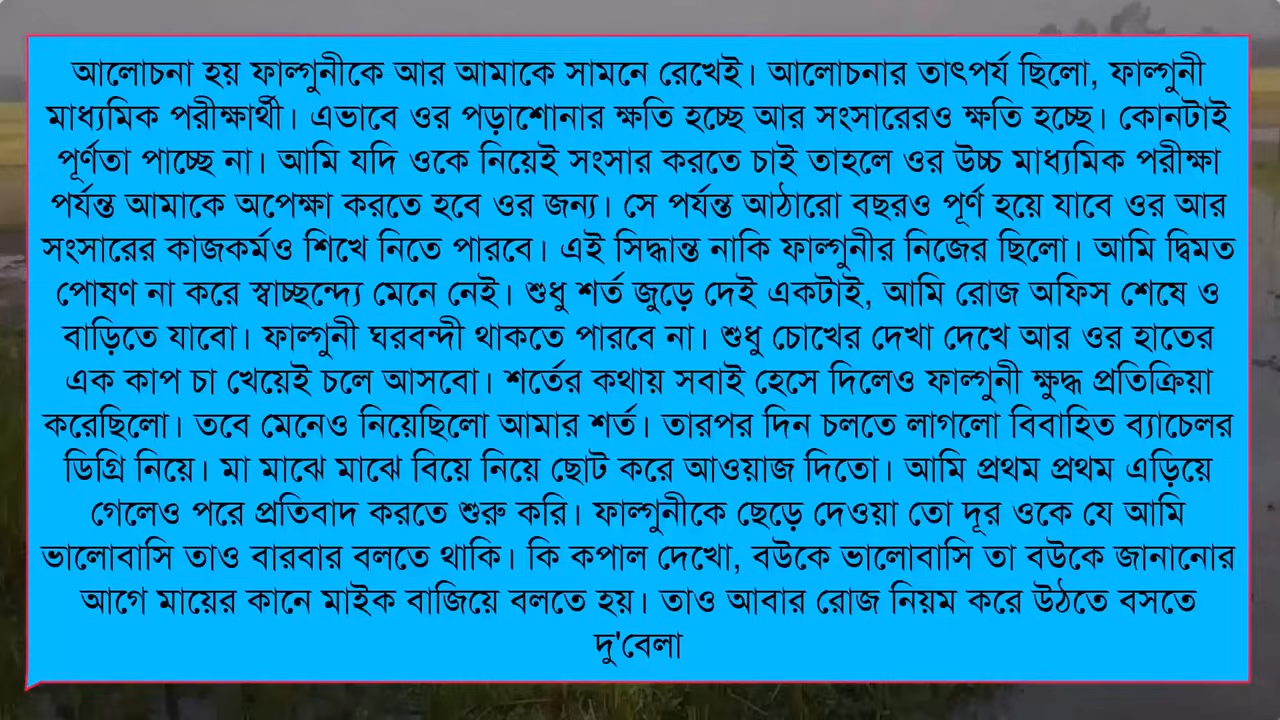 আলোচনা হয় ফাল্গুনীকে আর আমাকে সামনে রেখেই। আলোচনার তাৎপর্য ছিলো, ফাল্গুনী
মাধ্যমিক পরীক্ষার্থী। এভাবে ওর পড়াশোনার ক্ষতি হচ্ছে আর সংসারেরও ক্ষতি হচ্ছে। কোনটাই
পূর্ণতা পাচ্ছে না। আমি যদি ওকে নিয়েই সংসার করতে চাই তাহলে ওর উচ্চ মাধ্যমিক পরীক্ষা
পর্যন্ত আমাকে অপেক্ষা করতে হবে ওর জন্য। সে পর্যন্ত আঠারো বছরও পূর্ণ হয়ে যাবে ওর আর
সংসারের কাজকর্মও শিখে নিতে পারবে। এই সিদ্ধান্ত নাকি ফাল্গুনীর নিজের ছিলো। আমি দ্বিমত
পোষণ না করে স্বাচ্ছন্দ্যে মেনে নেই। শুধু শর্ত জুড়ে দেই একটাই, আমি রোজ অফিস শেষে ও
বাড়িতে যাবো। ফাল্গুনী ঘরবন্দী থাকতে পারবে না। শুধু চোখের দেখা দেখে আর ওর হাতের
এক কাপ চা খেয়েই চলে আসবো। শর্তের কথায় সবাই হেসে দিলেও ফাল্গুনী ক্ষুদ্ধ প্রতিক্রিয়া
করেছিলো। তবে মেনেও নিয়েছিলো আমার শর্ত। তারপর দিন চলতে লাগলো বিবাহিত ব্যাচেলর
ডিগ্রি নিয়ে। মা মাঝে মাঝে বিয়ে নিয়ে ছোট করে আওয়াজ দিতো। আমি প্রথম প্রথম এড়িয়ে
গেলেও পরে প্রতিবাদ করতে শুরু করি। ফাল্গুনীকে ছেড়ে দেওয়া তো দূর ওকে যে আমি
ভালোবাসি তাও বারবার বলতে থাকি। কি কপাল দেখো, বউকে ভালোবাসি তা বউকে জানানোর
আগে মায়ের কানে মাইক বাজিয়ে বলতে হয়। তাও আবার রোজ নিয়ম করে উঠতে বসতে
দু'বেলা